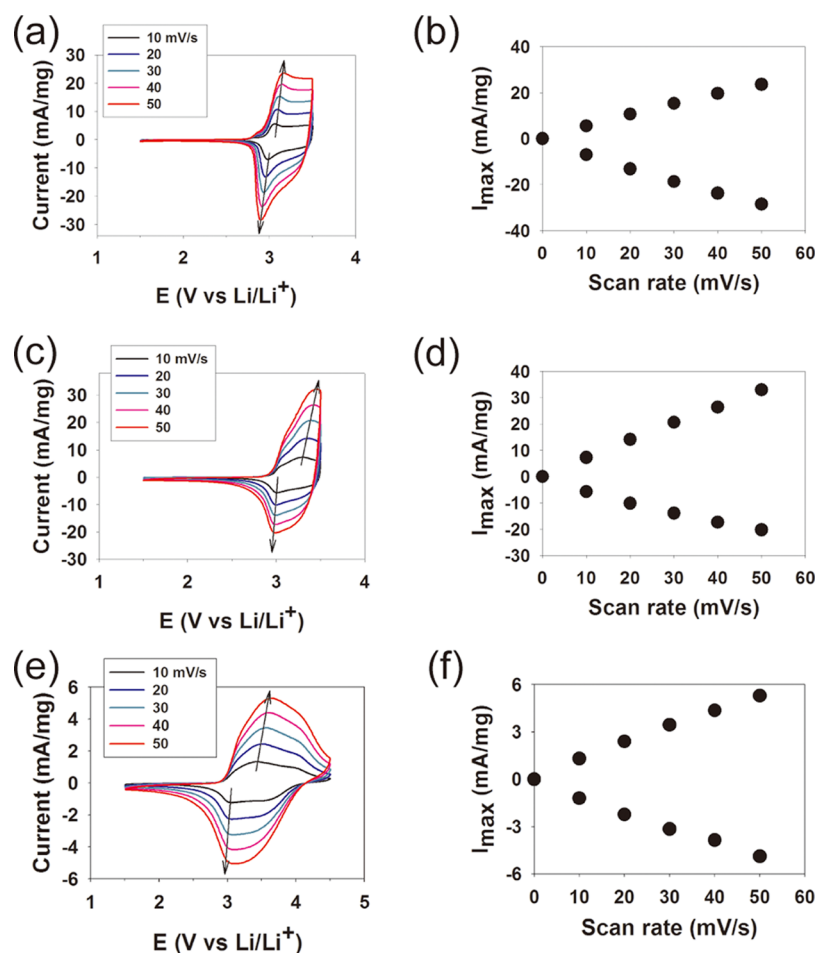 (a)
10 mV/s
20
30
40
50
Current (mA/mg)
30
20
10
0
-10
-20
-30
1 2 3 4
E (V vs Li/Li+)
(b)
I max (mA/mg)
40
20
0
-20
-40
0 10 20 30 40 50 60
Scan rate (mV/s)
(c)
10 mV/s
20
30
40
50
Current (mA/mg)
30
20
10
0
-10
-20
-30
1 2 3 4
E (V vs Li/Li+)
(d)
I max (mA/mg)
40
30
20
10
0
-10
-20
-30
0 10 20 30 40 50 60
Scan rate (mV/s)
(e)
10 mV/s
20
30
40
50
Current (mA/mg)
6
4
2
0
-2
-4
-6
1 2 3 4 5
E (V vs Li/Li+)
(f)
I max (mA/mg)
6
3
0
-3
-6
0 10 20 30 40 50 60
Scan rate (mV/s)